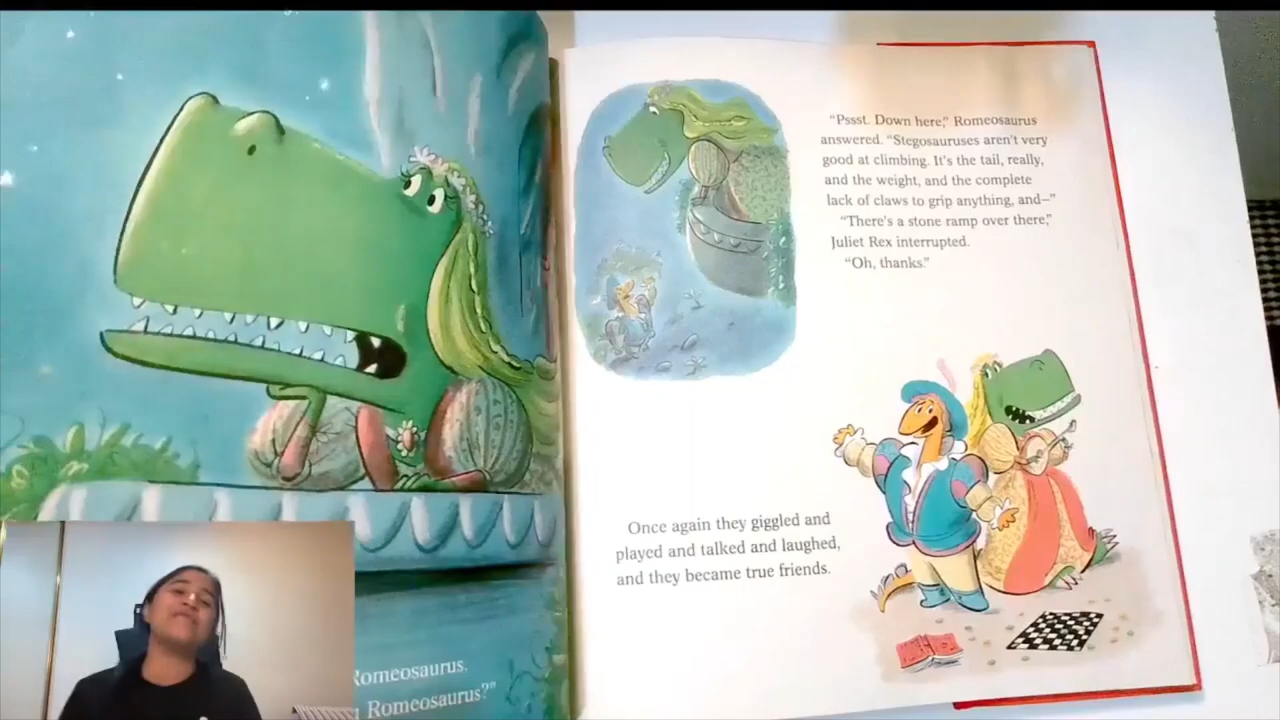 Romeosaurus.
Romeosaurus?"
"Pssst. Down here," Romeosaurus
answered. "Stegosauruses aren't very
good at climbing. It's the tail, really,
and the weight, and the complete
lack of claws to grip anything, and—"
"There's a stone ramp over there,"
Juliet Rex interrupted.
"Oh, thanks."
Once again they giggled and
played and talked and laughed,
and they became true friends.